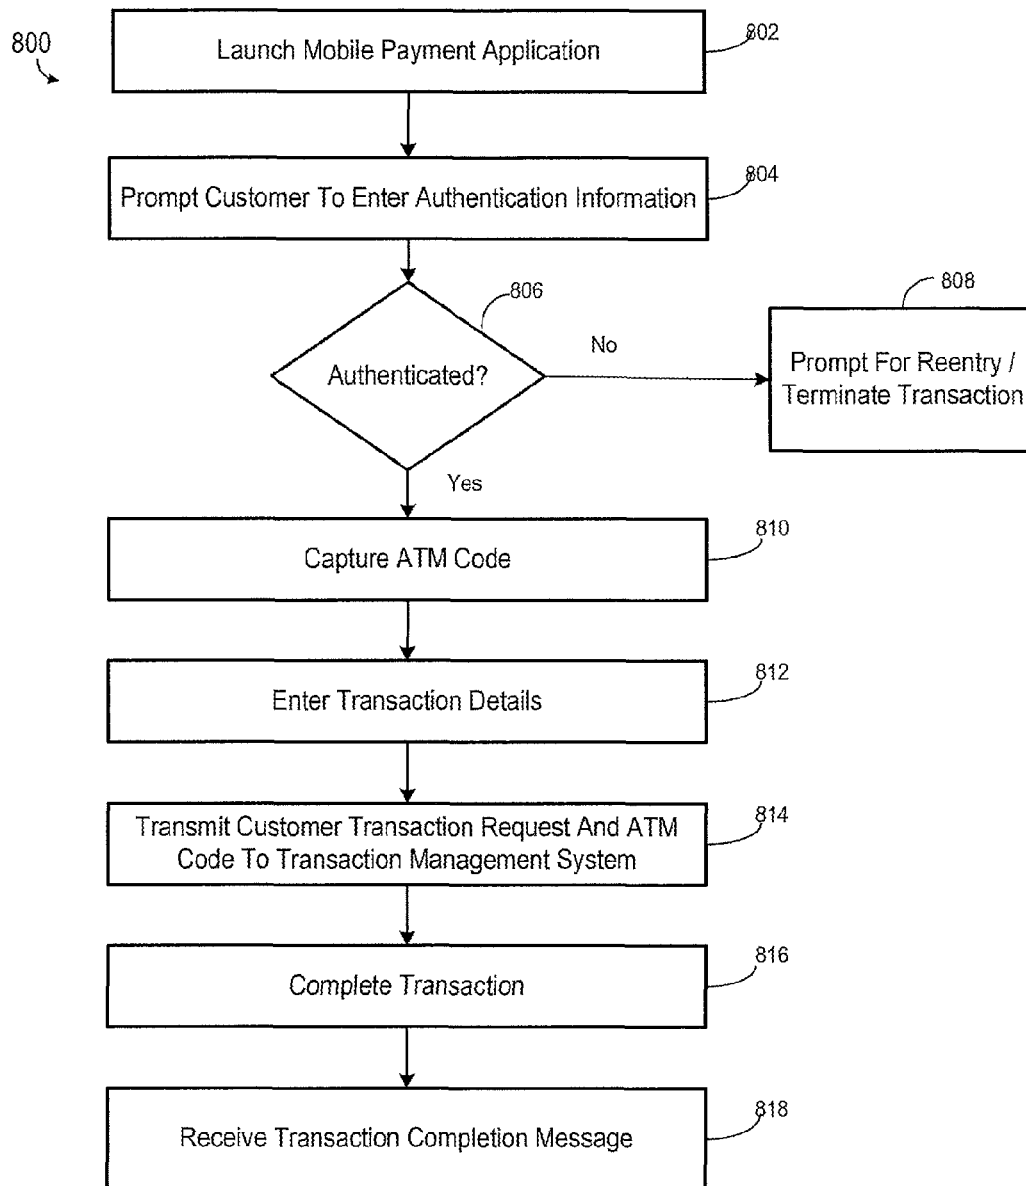 800
Launch Mobile Payment Application
802
Prompt Customer To Enter Authentication Information
804
Authenticated?
806
No
808
Prompt For Reentry /
Terminate Transaction
Yes
Capture ATM Code
810
Enter Transaction Details
812
Transmit Customer Transaction Request And ATM
Code To Transaction Management System
814
Complete Transaction
816
Receive Transaction Completion Message
818